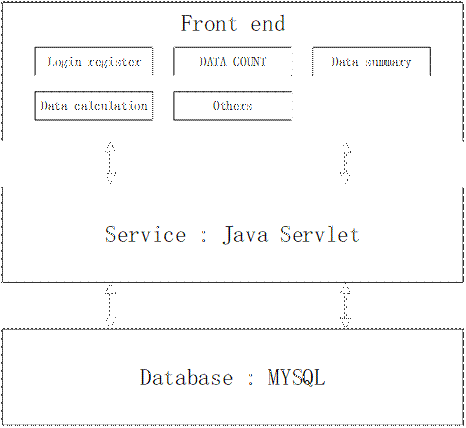 Front end
Login register
DATA COUNT
Data summary
Data calculation
Others
Service : Java Servlet
Database : MYSQL